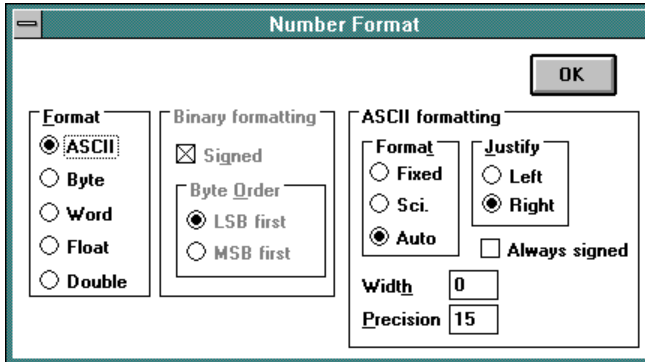 Number Format
OK
Format
ASCII
Byte
Word
Float
Double
Binary formatting
Signed
Byte Order
LSB first
MSB first
ASCII formatting
Format
Fixed
Sci.
Auto
Justify
Left
Right
Always signed
Width 0
Precision 15